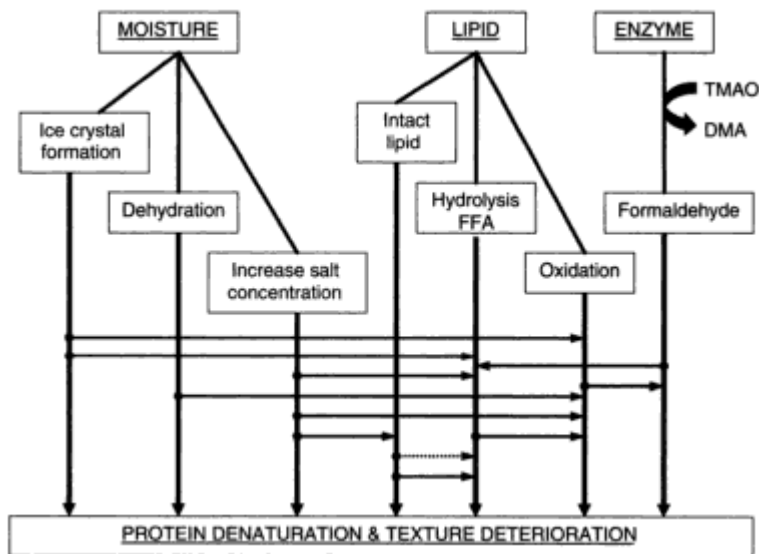 MOISTURE
LIPID
ENZYME
TMAO
DMA
Ice crystal
formation
Intact
lipid
Dehydration
Hydrolysis
FFA
Formaldehyde
Increase salt
concentration
Oxidation
PROTEIN DENATURATION & TEXTURE DETERIORATION